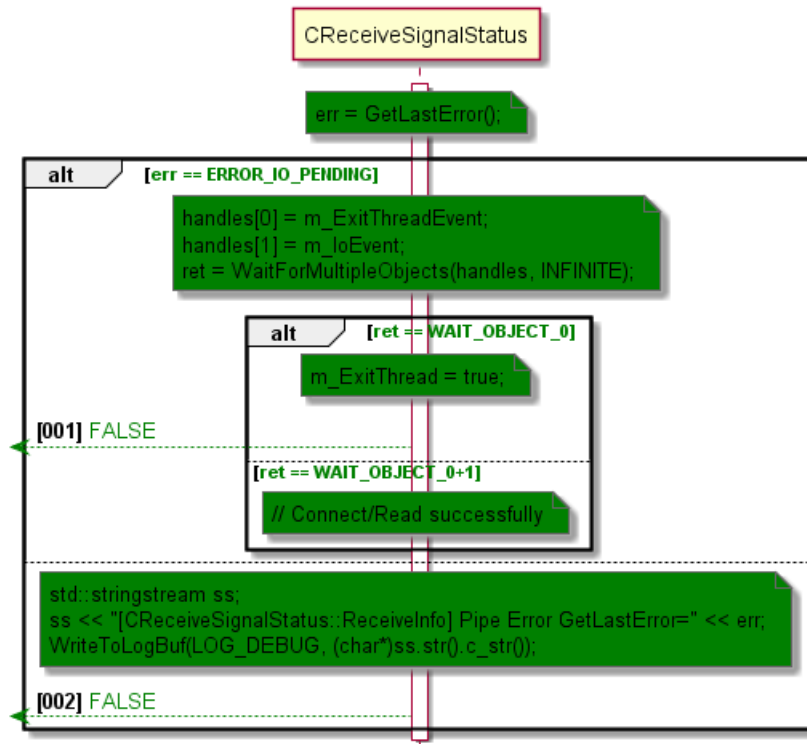 CReceiveSignalStatus
err = GetLastError();
alt [err == ERROR_IO_PENDING]
handles[0] = m_ExitThreadEvent;
handles[1] = m_IoEvent;
ret = WaitForMultipleObjects(handles, INFINITE);
alt [ret == WAIT_OBJECT_0]
m_ExitThread = true;
[001] FALSE
[ret == WAIT_OBJECT_0+1]
// Connect/Read successfully
std::stringstream ss;
ss << "[CReceiveSignalStatus::ReceiveInfo] Pipe Error GetLastError=" << err;
WriteToLogBuf(LOG_DEBUG, (char*)ss.str().c_str());
[002] FALSE